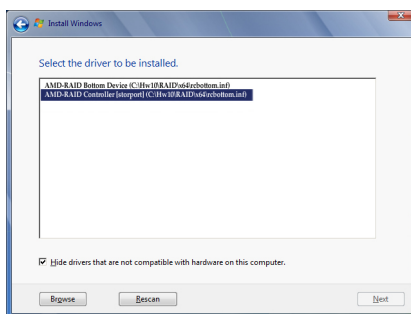 Install Windows
Select the driver to be installed.
AMD-RAID Bottom Device (C:\Hw10\RAID\x64\rcbottom.inf)
AMD-RAID Controller [storport] (C:\Hw10\RAID\x64\rcbottom.inf)
Hide drivers that are not compatible with hardware on this computer.
Browse
Rescan
Next